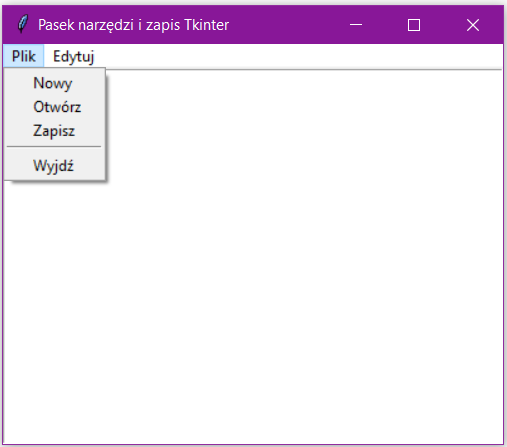 Pasek narzędzi i zapis Tkinter
Plik Edytuj
Nowy
Otwórz
Zapisz
Wyjdź